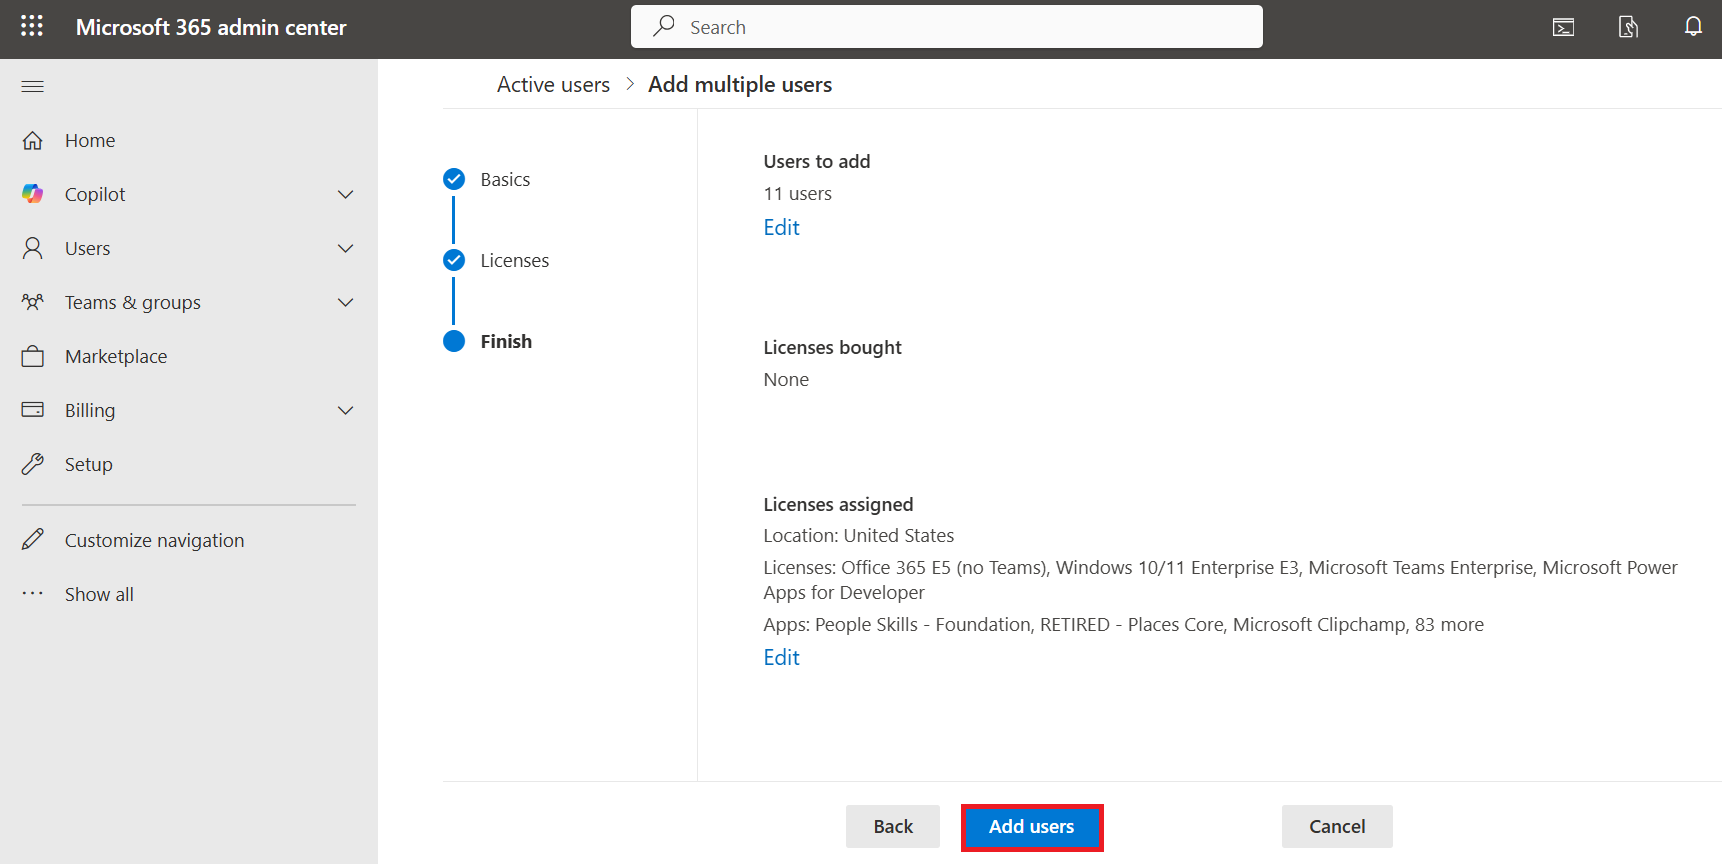 Microsoft 365 admin center
Search
Active users > Add multiple users
Home
Copilot
Users
Teams & groups
Marketplace
Billing
Setup
Customize navigation
Show all
Basics
Licenses
Finish
Users to add
11 users
Edit
Licenses bought
None
Licenses assigned
Location: United States
Licenses: Office 365 E5 (no Teams), Windows 10/11 Enterprise E3, Microsoft Teams Enterprise, Microsoft Power
Apps for Developer
Apps: People Skills - Foundation, RETIRED - Places Core, Microsoft Clipchamp, 83 more
Edit
Back
Add users
Cancel